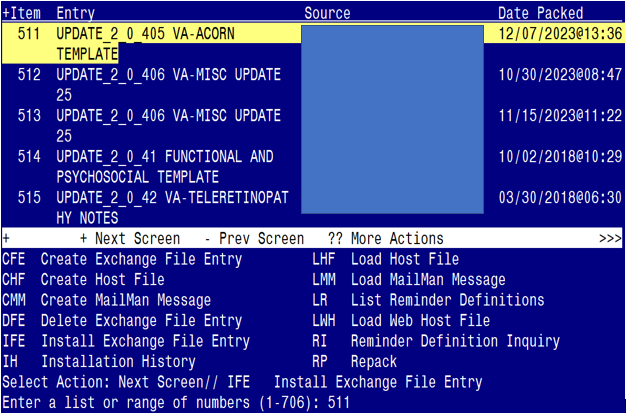 +Item Entry Source Date Packed
511 UPDATE_2_0_405 VA-ACORN 12/07/2023@13:36
TEMPLATE
512 UPDATE_2_0_406 VA-MISC UPDATE 10/30/2023@08:47
25
513 UPDATE_2_0_406 VA-MISC UPDATE 11/15/2023@11:22
25
514 UPDATE_2_0_41 FUNCTIONAL AND 10/02/2018@10:29
PSYCHOSOCIAL TEMPLATE
515 UPDATE_2_0_42 VA-TELERETINOPAT 03/30/2018@06:30
HY NOTES
+ + Next Screen - Prev Screen ?? More Actions >>>
CFE Create Exchange File Entry LHF Load Host File
CHF Create Host File LMM Load MailMan Message
CMM Create MailMan Message LR List Reminder Definitions
DFE Delete Exchange File Entry LWH Load Web Host File
IFE Install Exchange File Entry RI Reminder Definition Inquiry
IH Installation History RP Repack
Select Action: Next Screen// IFE Install Exchange File Entry
Enter a list or range of numbers (1-706): 511